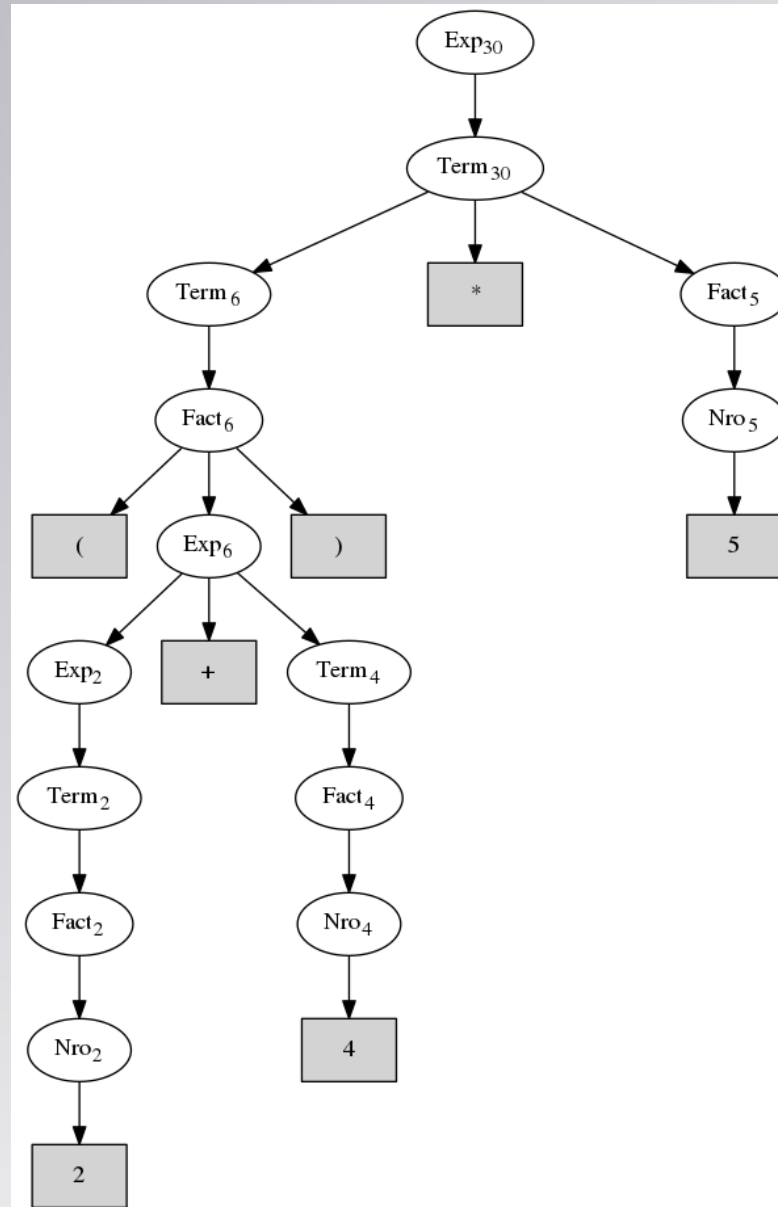 Exp₃₀
Term₃₀
Term₆ * Fact₅
Fact₆ Nro₅
( Exp₆ ) 5
Exp₂ + Term₄
Term₂ Fact₄
Fact₂ Nro₄
Nro₂ 4
2